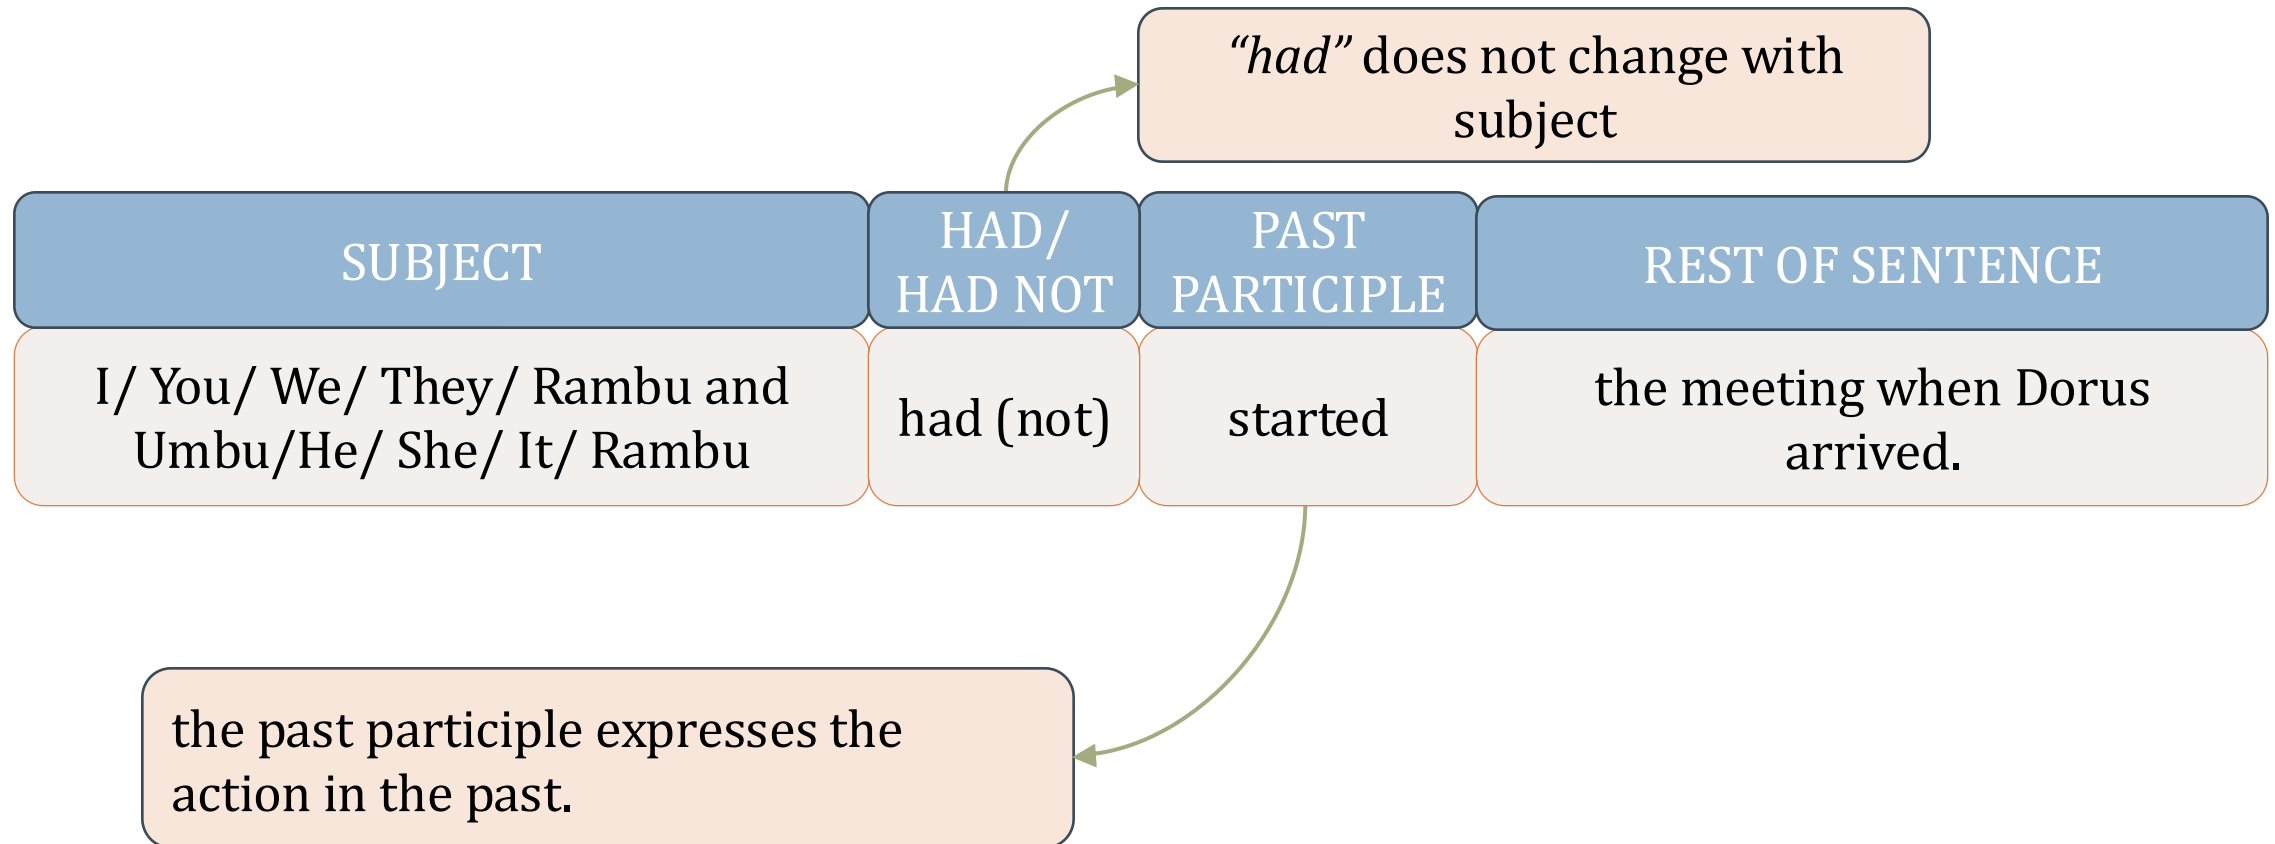 “had” does not change with
subject
SUBJECT
HAD/
HAD NOT
PAST
PARTICIPLE
REST OF SENTENCE
I/ You/ We/ They/ Rambu and
Umbu/He/ She/ It/ Rambu
had (not)
started
the meeting when Dorus
arrived.
the past participle expresses the
action in the past.